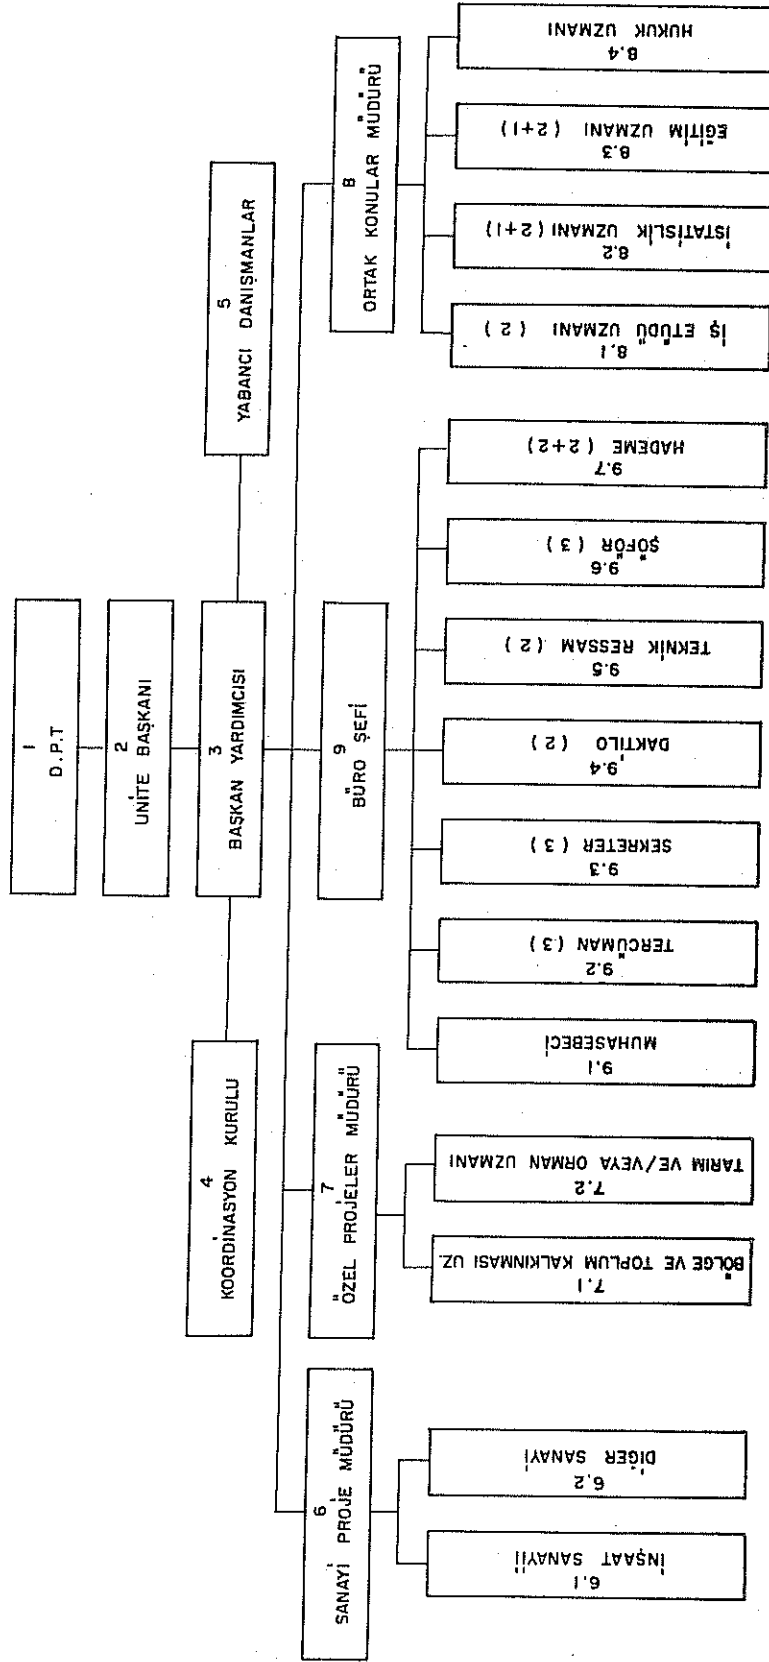 1
D.P.T
2
ÜNİTE BAŞKANI
3
BAŞKAN YARDIMCISI
4
KOORDİNASYON KURULU
5
YABANCI DANIŞMANLAR
6
SANAYİ PROJE MÜDÜRÜ
7
ÖZEL PROJELER MÜDÜRÜ
9
BÜRO ŞEFİ
8
ORTAK KONULAR MÜDÜRÜ
6.1
İNŞAAT SANAYİİ
6.2
DİĞER SANAYİ
7.1
BÖLGE VE TOPLUM KALKINMASI UZ.
7.2
TARIM VE/VEYA ORMAN UZMANI
9.1
MUHASEBECİ
9.2
TERCÜMAN (3)
9.3
SEKRETER (3)
9.4
DAKTİLO (2)
9.5
TEKNİK RESSAM (2)
9.6
ŞOFÖR (3)
9.7
HADEME (2+2)
8.1
İŞ ETÜDÜ UZMANI (2)
8.2
İSTATİSLİK UZMANI (2+1)
8.3
EĞİTİM UZMANI (2+1)
8.4
HUKUK UZMANI